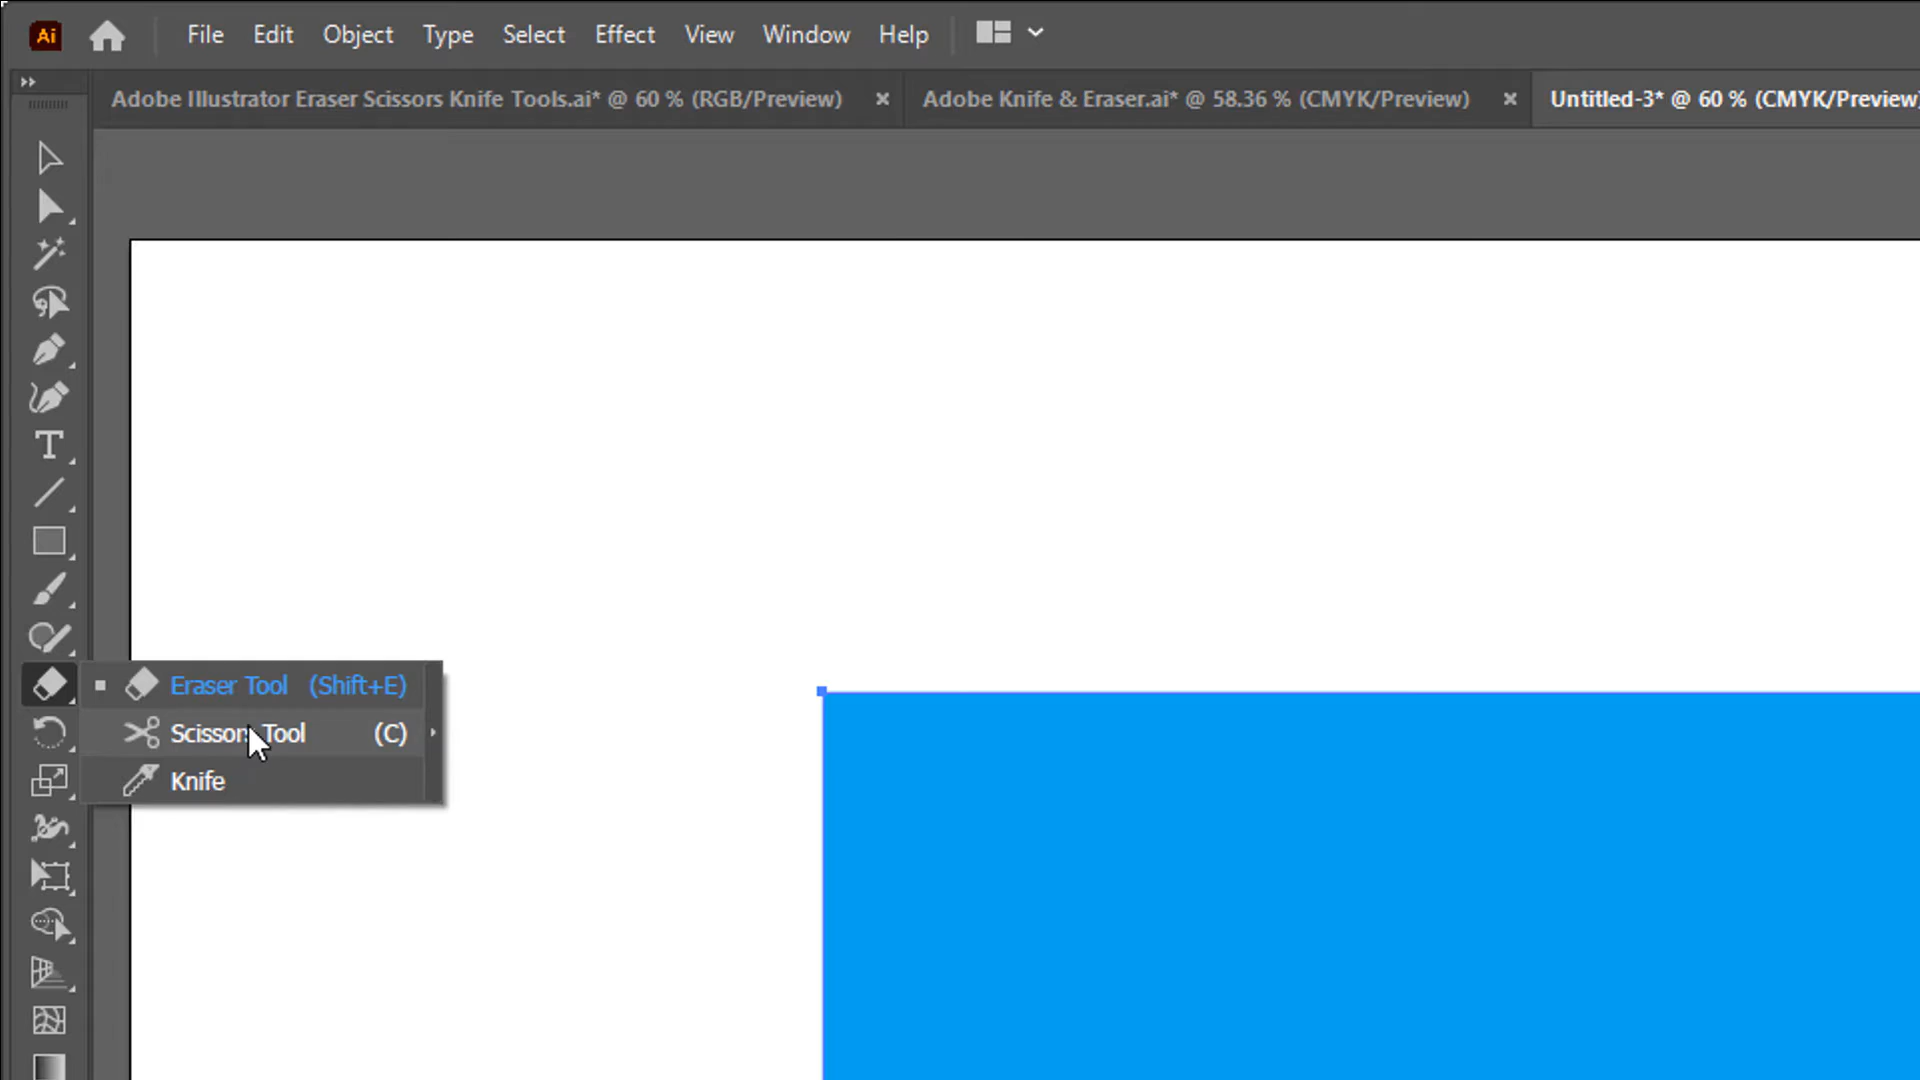 Ai File Edit Object Type Select Effect View Window Help
Adobe Illustrator Eraser Scissors Knife Tools.ai* @ 60 % (RGB/Preview) × Adobe Knife & Eraser.ai* @ 58.36 % (CMYK/Preview) × Untitled-3* @ 60 % (CMYK/Preview)
T
Eraser Tool (Shift+E)
Scissors Tool (C)
Knife